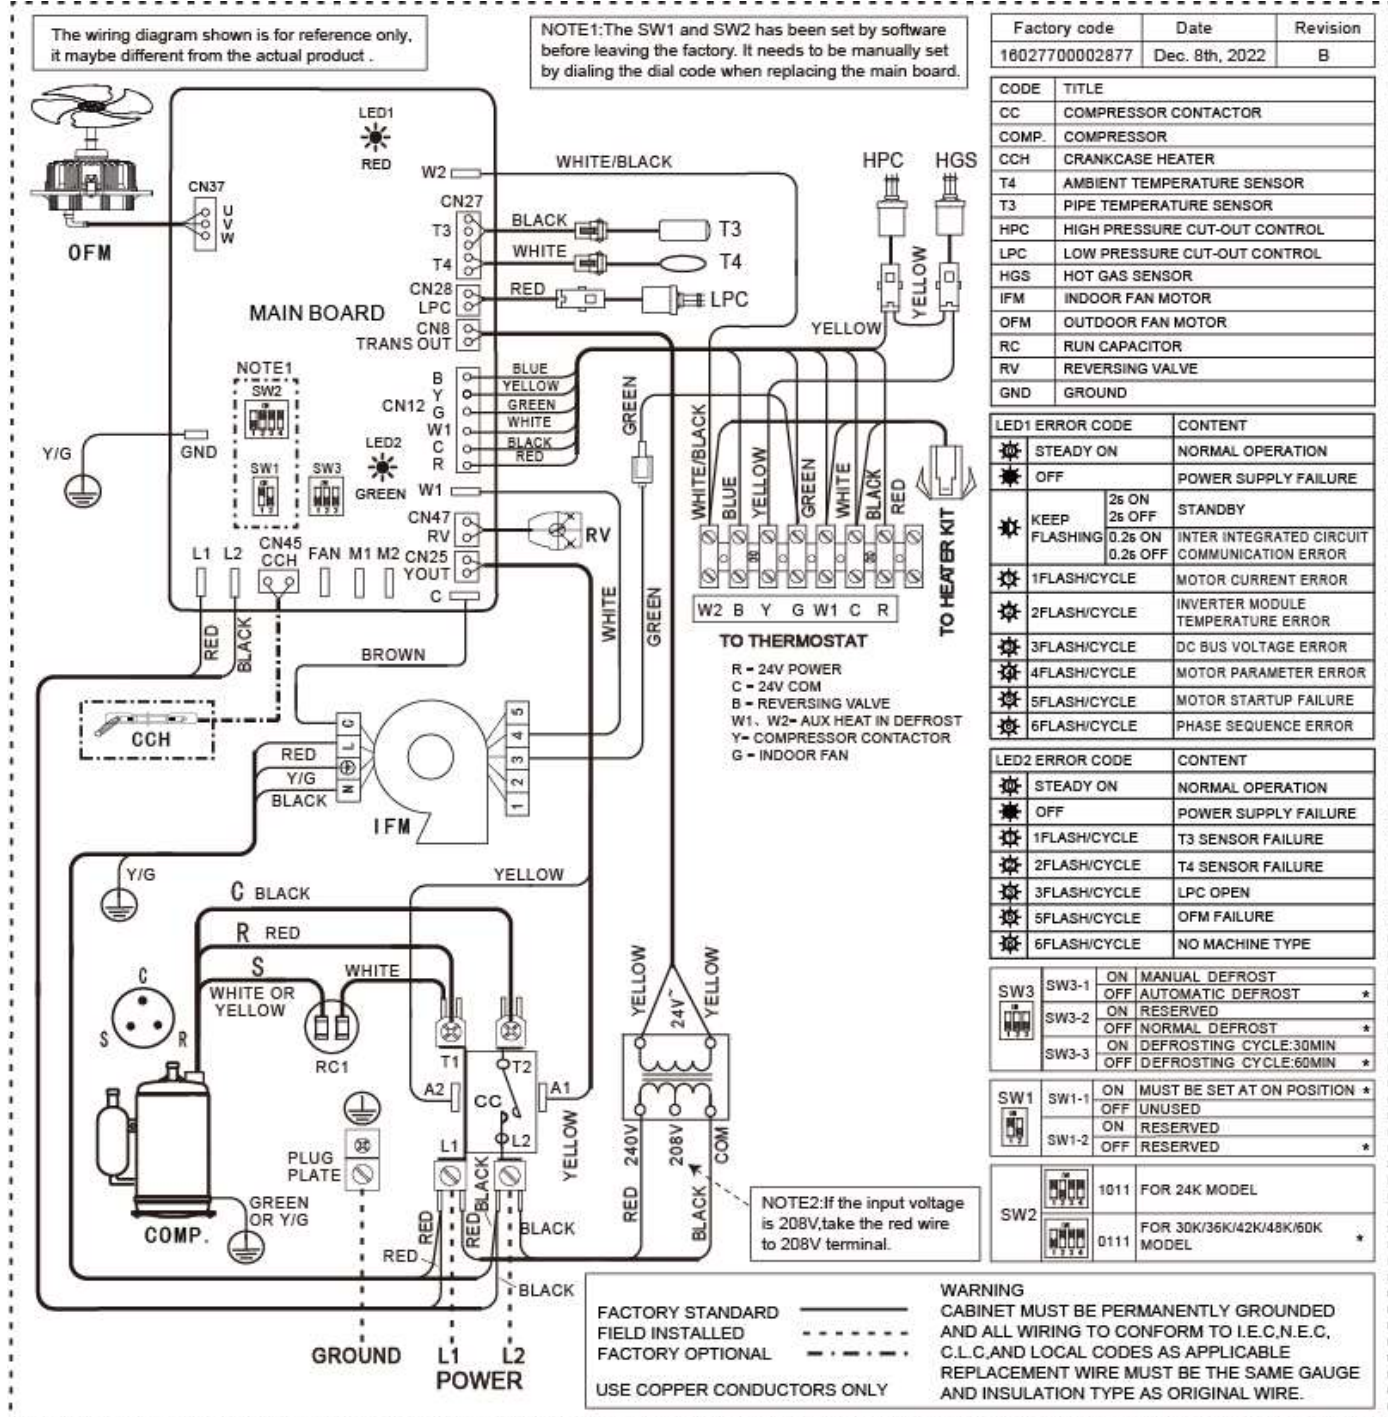 The wiring diagram shown is for reference only,
it maybe different from the actual product .
NOTE1:The SW1 and SW2 has been set by software
before leaving the factory. It needs to be manually set
by dialing the dial code when replacing the main board.
Factory code Date Revision
16027700002877 Dec. 8th, 2022 B
CODE TITLE
CC COMPRESSOR CONTACTOR
COMP. COMPRESSOR
CCH CRANKCASE HEATER
T4 AMBIENT TEMPERATURE SENSOR
T3 PIPE TEMPERATURE SENSOR
HPC HIGH PRESSURE CUT-OUT CONTROL
LPC LOW PRESSURE CUT-OUT CONTROL
HGS HOT GAS SENSOR
IFM INDOOR FAN MOTOR
OFM OUTDOOR FAN MOTOR
RC RUN CAPACITOR
RV REVERSING VALVE
GND GROUND
LED1 ERROR CODE CONTENT
STEADY ON NORMAL OPERATION
OFF POWER SUPPLY FAILURE
KEEP FLASHING
2s ON
2s OFF
STANDBY
0.2s ON
0.2s OFF
INTER INTEGRATED CIRCUIT
COMMUNICATION ERROR
1FLASH/CYCLE MOTOR CURRENT ERROR
2FLASH/CYCLE INVERTER MODULE
TEMPERATURE ERROR
3FLASH/CYCLE DC BUS VOLTAGE ERROR
4FLASH/CYCLE MOTOR PARAMETER ERROR
5FLASH/CYCLE MOTOR STARTUP FAILURE
6FLASH/CYCLE PHASE SEQUENCE ERROR
LED2 ERROR CODE CONTENT
STEADY ON NORMAL OPERATION
OFF POWER SUPPLY FAILURE
1FLASH/CYCLE T3 SENSOR FAILURE
2FLASH/CYCLE T4 SENSOR FAILURE
3FLASH/CYCLE LPC OPEN
5FLASH/CYCLE OFM FAILURE
6FLASH/CYCLE NO MACHINE TYPE
SW3
SW3-1 ON MANUAL DEFROST
OFF AUTOMATIC DEFROST *
SW3-2 ON RESERVED
OFF NORMAL DEFROST *
SW3-3 ON DEFROSTING CYCLE:30MIN
OFF DEFROSTING CYCLE:60MIN *
SW1
SW1-1 ON MUST BE SET AT ON POSITION *
OFF UNUSED
SW1-2 ON RESERVED
OFF RESERVED *
SW2
1011 FOR 24K MODEL
0111 FOR 30K/36K/42K/48K/60K
MODEL *
OFM
CN37
U
V
W
LED1
RED
W2
CN27
T3
T4
CN28
LPC
CN8
TRANS OUT
MAIN BOARD
NOTE1
SW2
SW1
SW3
LED2
GREEN
GND
Y/G
CN12
B
Y
G
W1
C
R
W1
CN47
RV
CN25
YOUT
C
L1 L2 CN45 FAN M1 M2
CCH
WHITE/BLACK
BLACK
T3
WHITE
T4
RED
LPC
BLUE
YELLOW
GREEN
WHITE
BLACK
RED
RV
HPC HGS
YELLOW
YELLOW
GREEN
WHITE/BLACK
BLUE
YELLOW
GREEN
WHITE
BLACK
RED
TO HEATER KIT
W2 B Y G W1 C R
TO THERMOSTAT
R - 24V POWER
C - 24V COM
B - REVERSING VALVE
W1、W2- AUX HEAT IN DEFROST
Y- COMPRESSOR CONTACTOR
G - INDOOR FAN
WHITE
GREEN
RED
BLACK
BROWN
CCH
C
L
N
RED
Y/G
BLACK
IFM
5
4
3
2
1
Y/G
YELLOW
C BLACK
R RED
S
WHITE
WHITE OR
YELLOW
C
S R
RC1
COMP.
GREEN
OR Y/G
PLUG
PLATE
T1
T2
A2
CC
A1
L1
L2
YELLOW
YELLOW
24V~
YELLOW
240V
208V
COM
RED
BLACK
NOTE2:If the input voltage
is 208V,take the red wire
to 208V terminal.
RED
RED
RED
BLACK
BLACK
BLACK
GROUND L1 L2
POWER
FACTORY STANDARD
FIELD INSTALLED
FACTORY OPTIONAL
USE COPPER CONDUCTORS ONLY
WARNING
CABINET MUST BE PERMANENTLY GROUNDED
AND ALL WIRING TO CONFORM TO I.E.C,N.E.C,
C.L.C,AND LOCAL CODES AS APPLICABLE
REPLACEMENT WIRE MUST BE THE SAME GAUGE
AND INSULATION TYPE AS ORIGINAL WIRE.